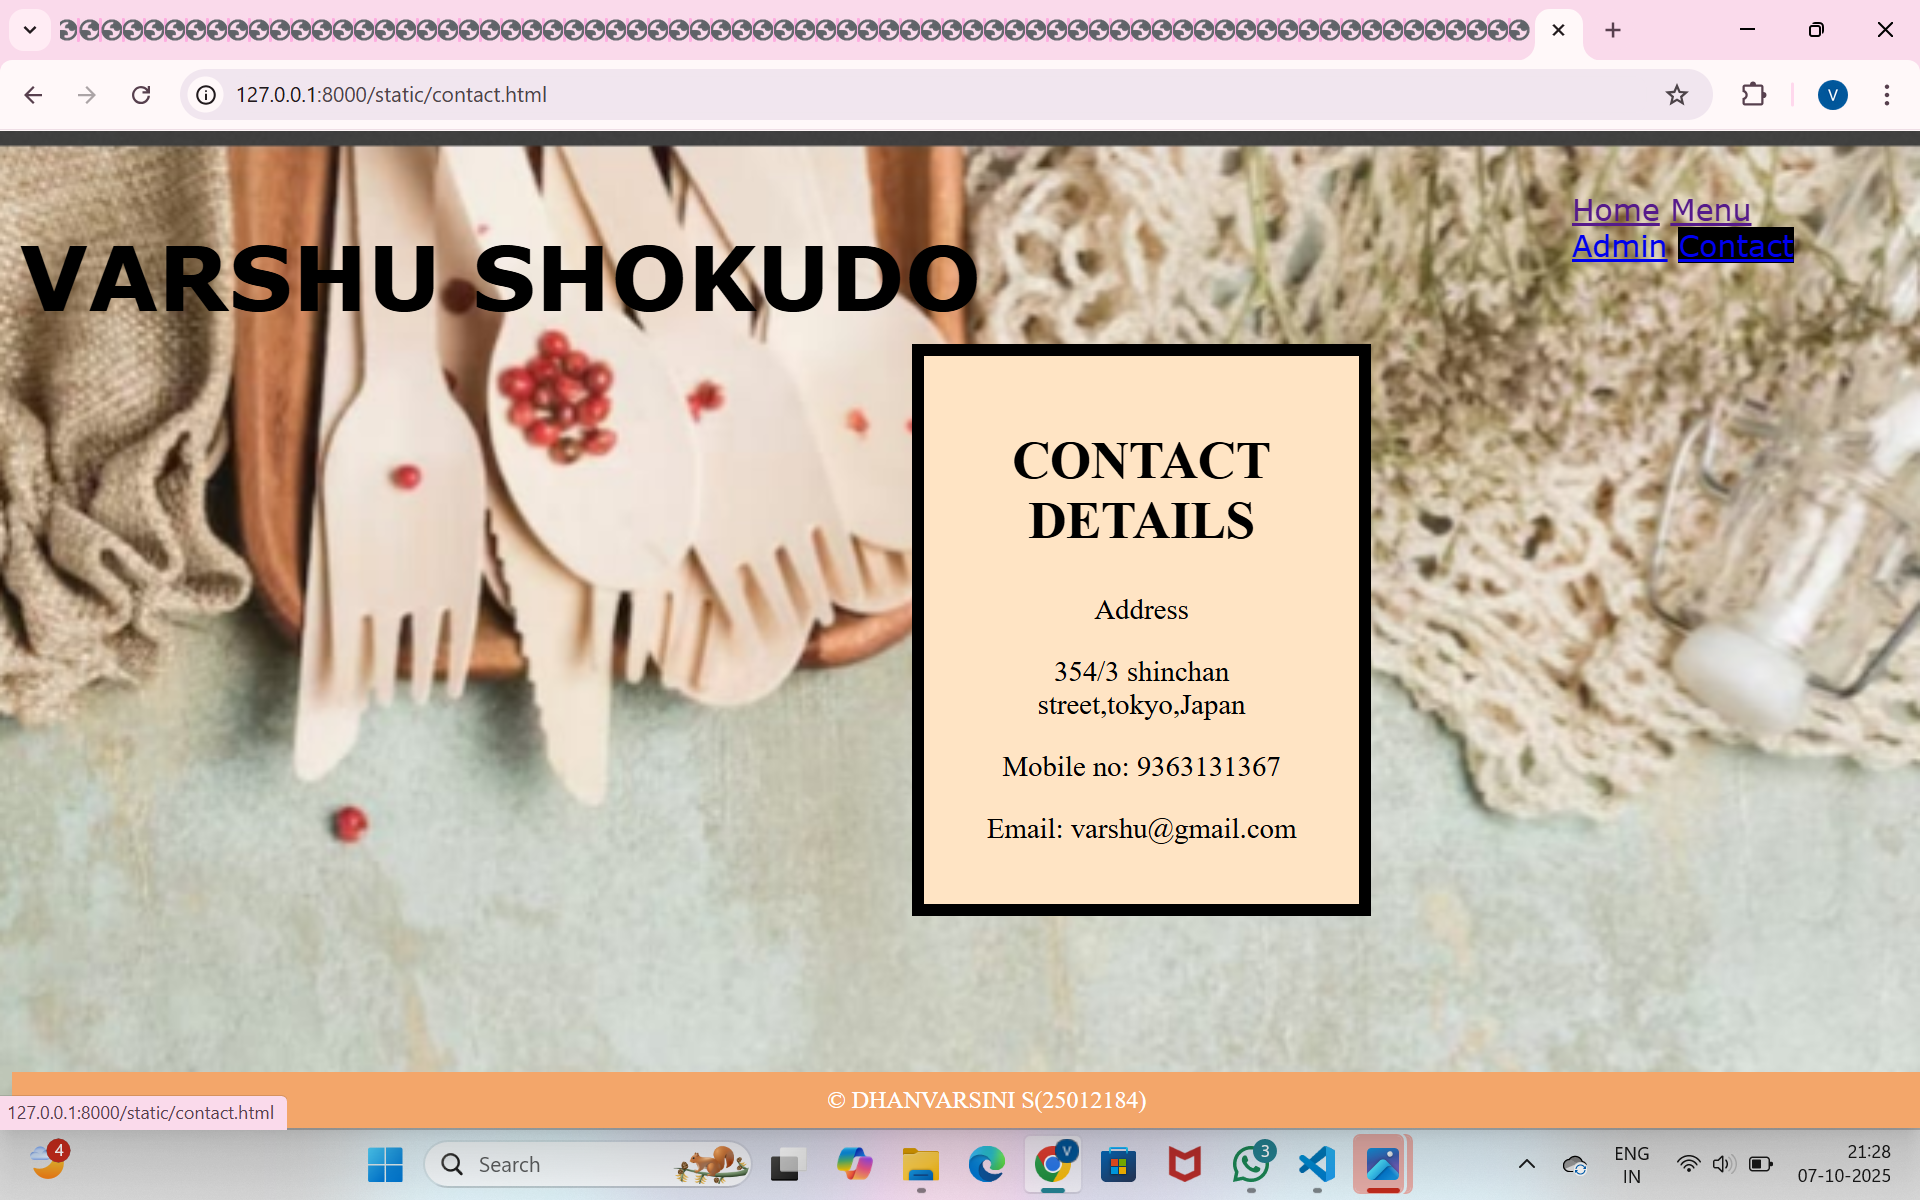 127.0.0.1:8000/static/contact.html
V
Home Menu
Admin Contact
VARSHU SHOKUDO
CONTACT
DETAILS
Address
354/3 shinchan
street,tokyo,Japan
Mobile no: 9363131367
Email: varshu@gmail.com
© DHANVARSINI S(25012184)
127.0.0.1:8000/static/contact.html
4
Search
V
3
ENG
IN
21:28
07-10-2025